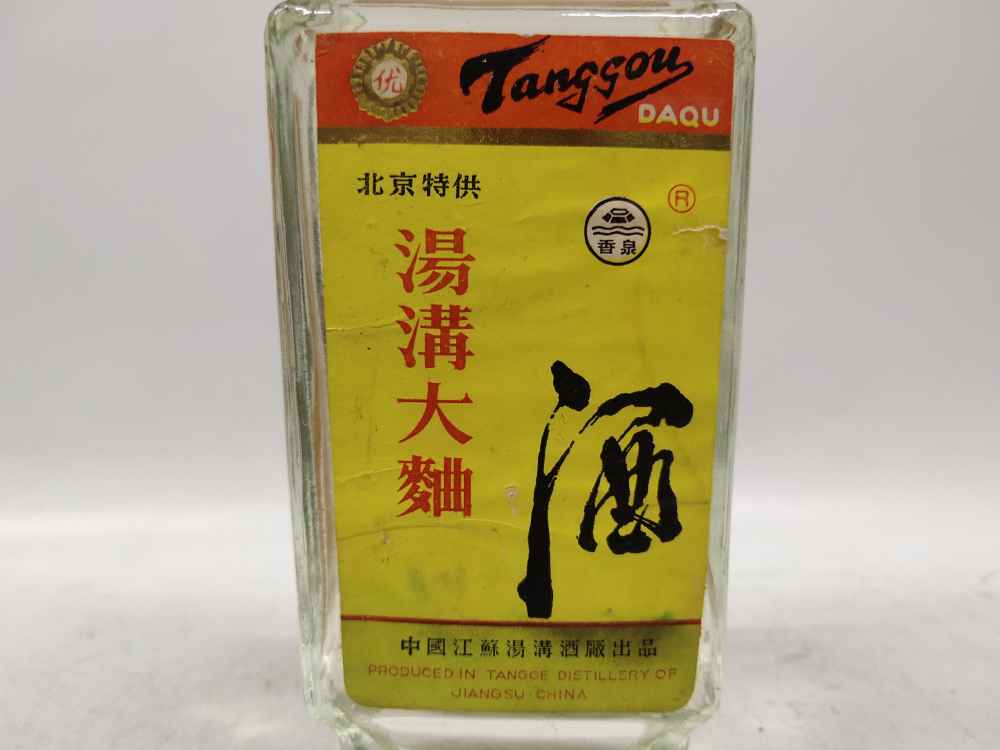 优
Tanggou
DAQU
北京特供
®
香泉
湯溝大麯
酒
中國江蘇湯溝酒厰出品
PRODUCED.IN TANGGE DISTILLERY OF
JIANGSU·CHINA